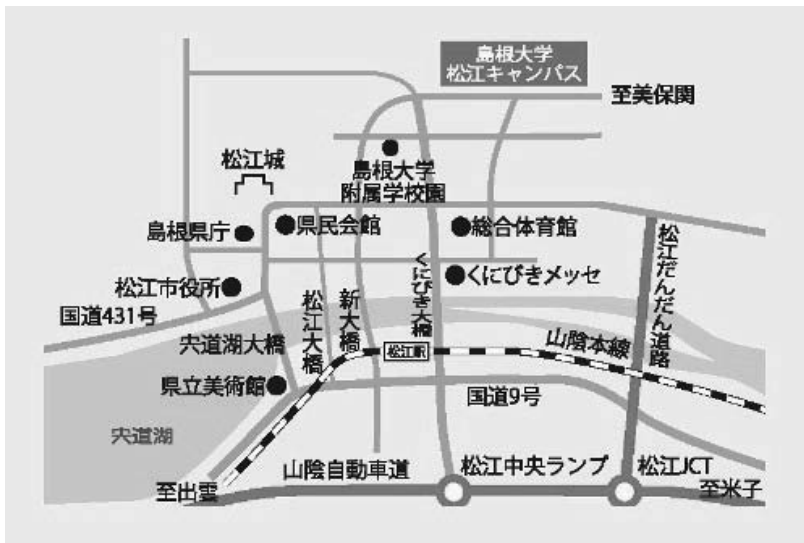 島根大学
松江キャンパス
至美保関
松江城
島根大学
附属学校園
島根県庁
県民会館
総合体育館
松江だんだん道路
松江市役所
くにびきメッセ
くにびき大橋
国道431号
松江大橋
新大橋
宍道湖大橋
松江駅
山陰本線
県立美術館
国道9号
宍道湖
山陰自動車道
松江中央ランプ
松江JCT
至出雲
至米子